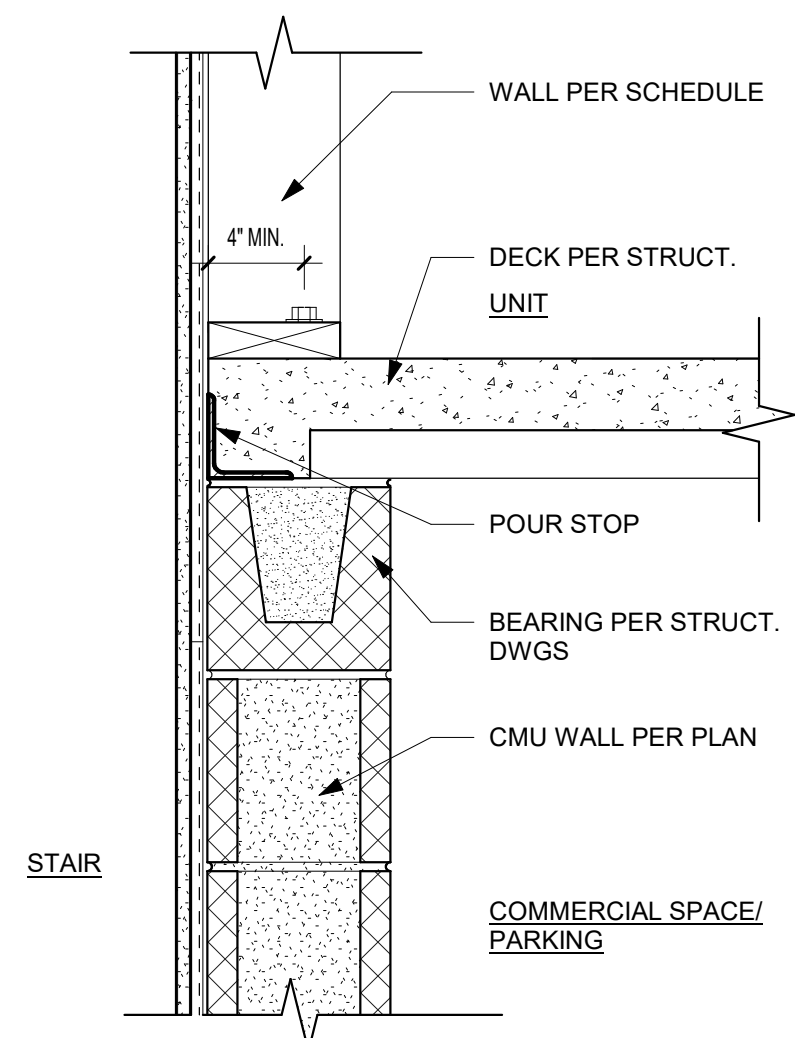 WALL PER SCHEDULE
4" MIN.
DECK PER STRUCT.
UNIT
POUR STOP
BEARING PER STRUCT.
DWGS
CMU WALL PER PLAN
STAIR
COMMERCIAL SPACE/
PARKING